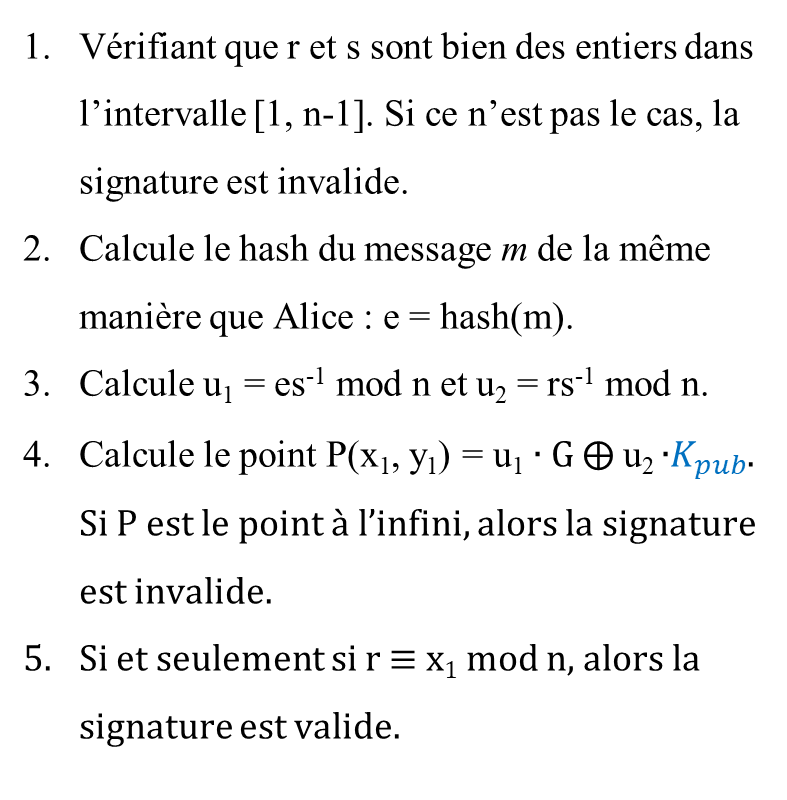 1. Vérifiant que r et s sont bien des entiers dans
l’intervalle [1, n-1]. Si ce n’est pas le cas, la
signature est invalide.
2. Calcule le hash du message m de la même
manière que Alice : e = hash(m).
3. Calcule u₁ = es⁻¹ mod n et u₂ = rs⁻¹ mod n.
4. Calcule le point P(x₁, y₁) = u₁ · G ⊕ u₂ ·K_pub.
Si P est le point à l’infini, alors la signature
est invalide.
5. Si et seulement si r ≡ x₁ mod n, alors la
signature est valide.